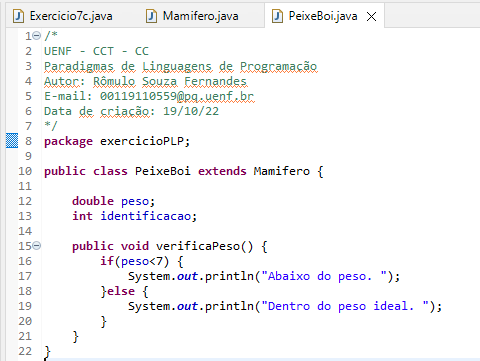 Exercicio7c.java Mamifero.java PeixeBoi.java
1 /*
2 UENF - CCT - CC
3 Paradigmas de Linguagens de Programação
4 Autor: Rômulo Souza Fernandes
5 E-mail: 00119110559@pq.uenf.br
6 Data de criação: 19/10/22
7 */
8 package exercicioPLP;
9
10 public class PeixeBoi extends Mamifero {
11
12 double peso;
13 int identificacao;
14
15 public void verificaPeso() {
16 if(peso<7) {
17 System.out.println("Abaixo do peso. ");
18 }else {
19 System.out.println("Dentro do peso ideal. ");
20 }
21 }
22 }